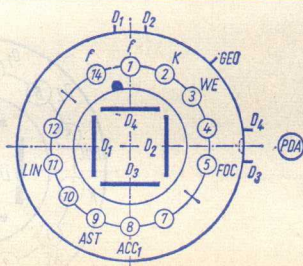 D₁ D₂
f f K GEO
14 1 2 WE
3
12 4 D₄
D₄
D₁ D₂ PDA
D₃
11 5 D₃
LIN FOC
10 7
9 8
AST ACC₁